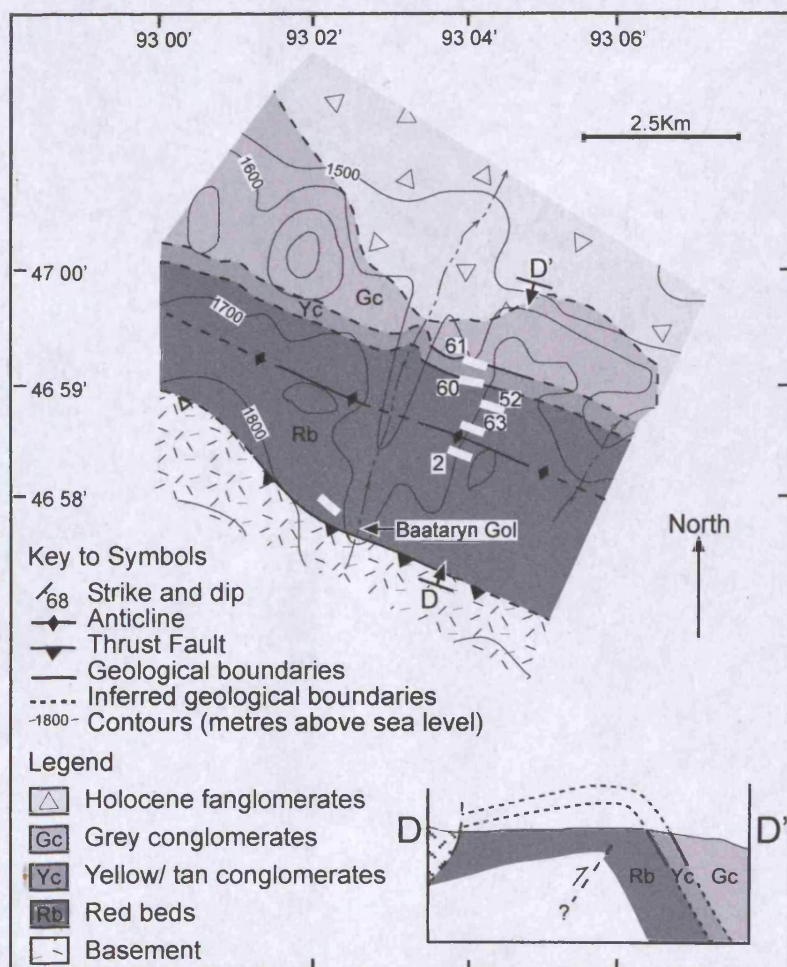 93 00' 93 02' 93 04' 93 06'
2.5Km
1500
1600
47 00'
D'
Gc
Yc
1700
61
46 59'
60
52
63
Rb
1800
2
46 58'
Baataryn Gol
North
D
Key to Symbols
68 Strike and dip
Anticline
Thrust Fault
Geological boundaries
Inferred geological boundaries
-1800- Contours (metres above sea level)
Legend
Holocene fanglomerates
Gc Grey conglomerates
Yc Yellow/ tan conglomerates
Rb Red beds
Basement
D D'
Rb Yc Gc
?